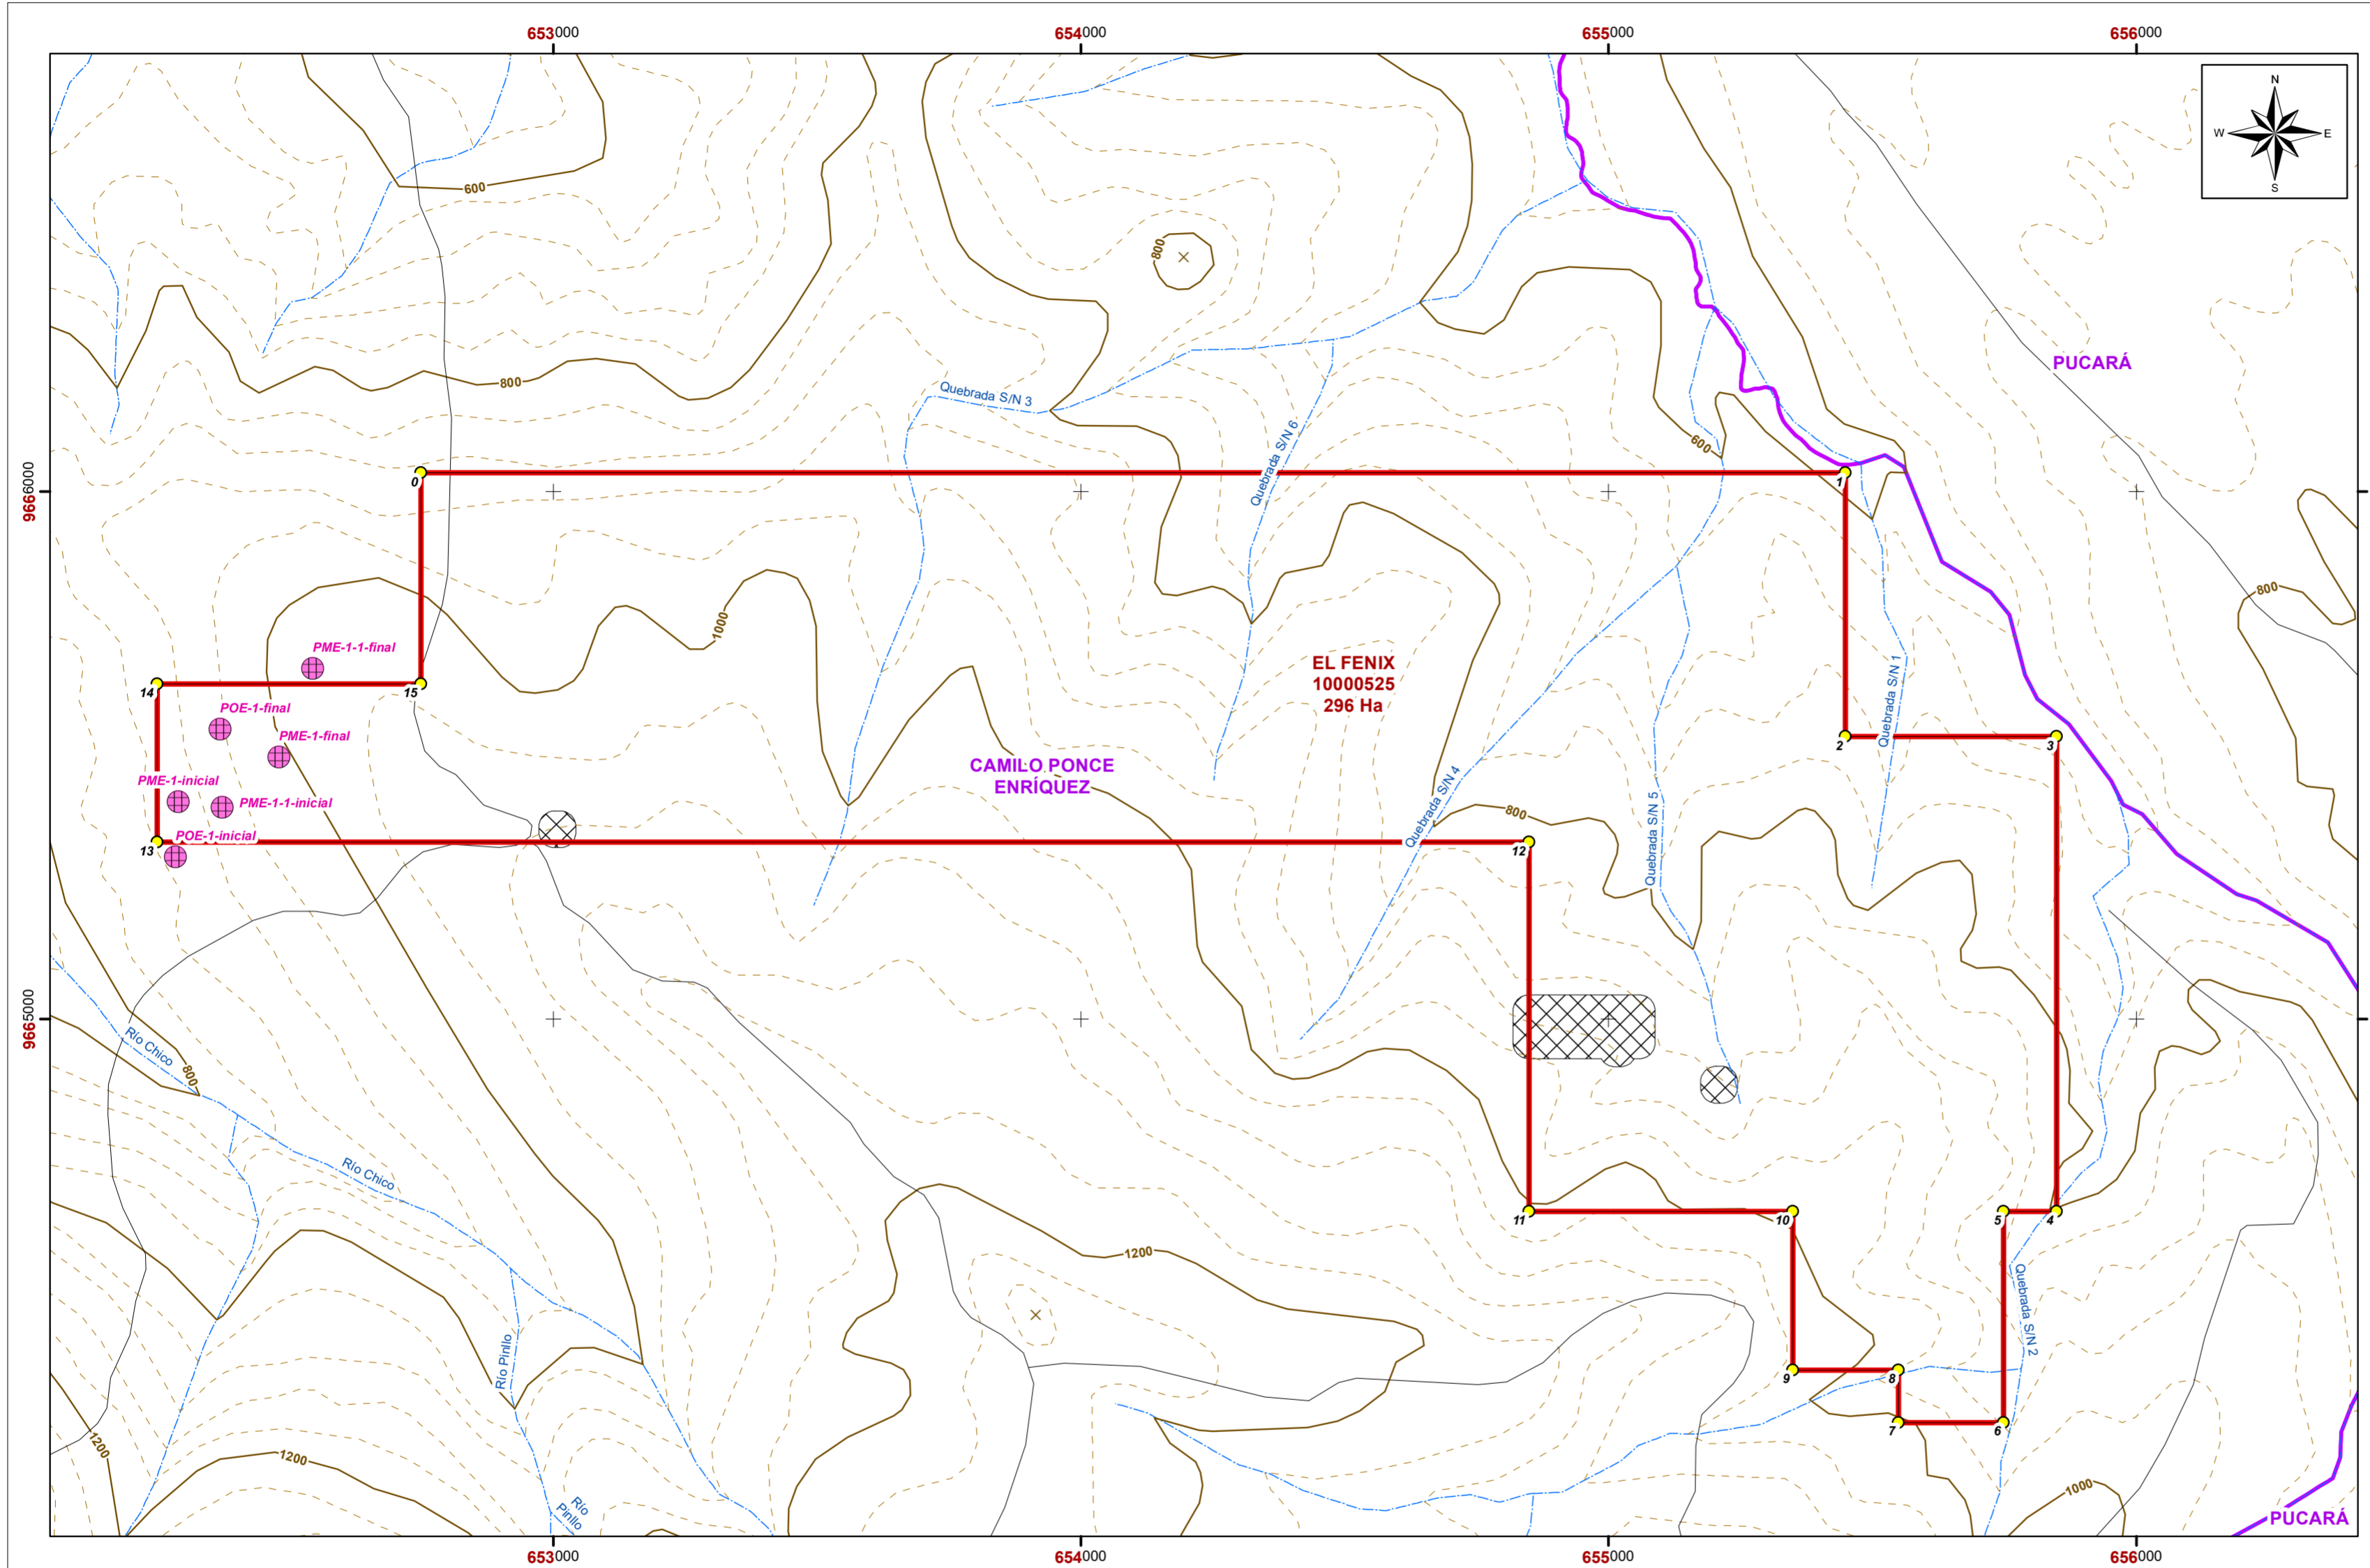 653000
654000
655000
656000
N
W
E
S
600
800
PUCARÁ
Quebrada S/N 3
800
Quebrada S/N 6
600
0
1
9666000
9666000
800
1000
PME-1-1-final
EL FENIX
10000525
296 Ha
14
15
POE-1-final
PME-1-final
Quebrada S/N 1
2
3
CAMILO PONCE
ENRÍQUEZ
PME-1-inicial
PME-1-1-inicial
Quebrada S/N 4
800
Quebrada S/N 5
POE-1-inicial
13
12
9665000
Río Chico
800
Río Chico
11
10
5
4
1200
Quebrada S/N 2
Río Pinllo
9
8
7
6
1200
1200
Río
Pinllo
1000
PUCARÁ
653000
654000
655000
656000